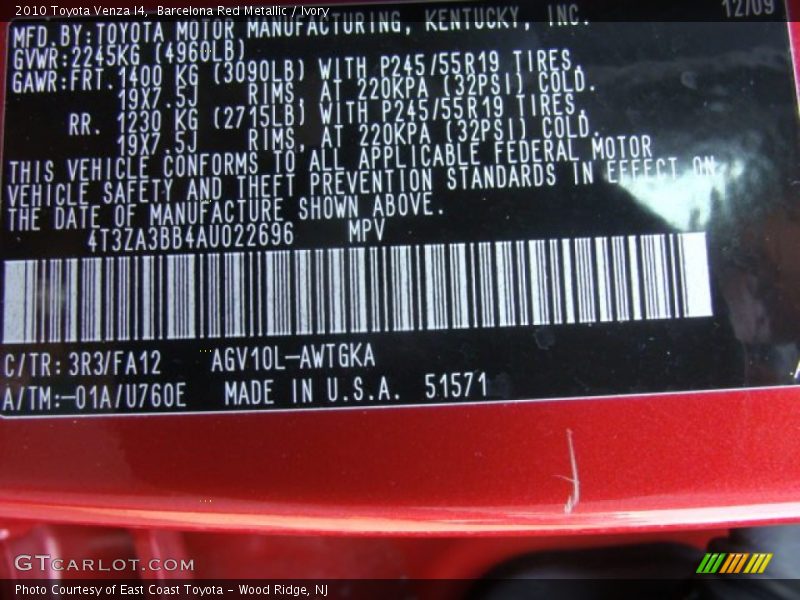 2010 Toyota Venza I4, Barcelona Red Metallic / Ivory
12/09
MFD.BY:TOYOTA MOTOR MANUFACTURING, KENTUCKY, INC.
GVWR:2245KG (4960LB)
GAWR:FRT.1400 KG (3090LB) WITH P245/55R19 TIRES,
19X7.5J RIMS, AT 220KPA (32PSI) COLD.
RR. 1230 KG (2715LB) WITH P245/55R19 TIRES,
19X7.5J RIMS, AT 220KPA (32PSI) COLD.
THIS VEHICLE CONFORMS TO ALL APPLICABLE FEDERAL MOTOR
VEHICLE SAFETY AND THEFT PREVENTION STANDARDS IN EFFECT ON
THE DATE OF MANUFACTURE SHOWN ABOVE.
4T3ZA3BB4AU022696 MPV
C/TR:3R3/FA12 AGV10L-AWTGKA
A/TM:-01A/U760E MADE IN U.S.A. 51571
GTCARLOT.COM
Photo Courtesy of East Coast Toyota - Wood Ridge, NJ